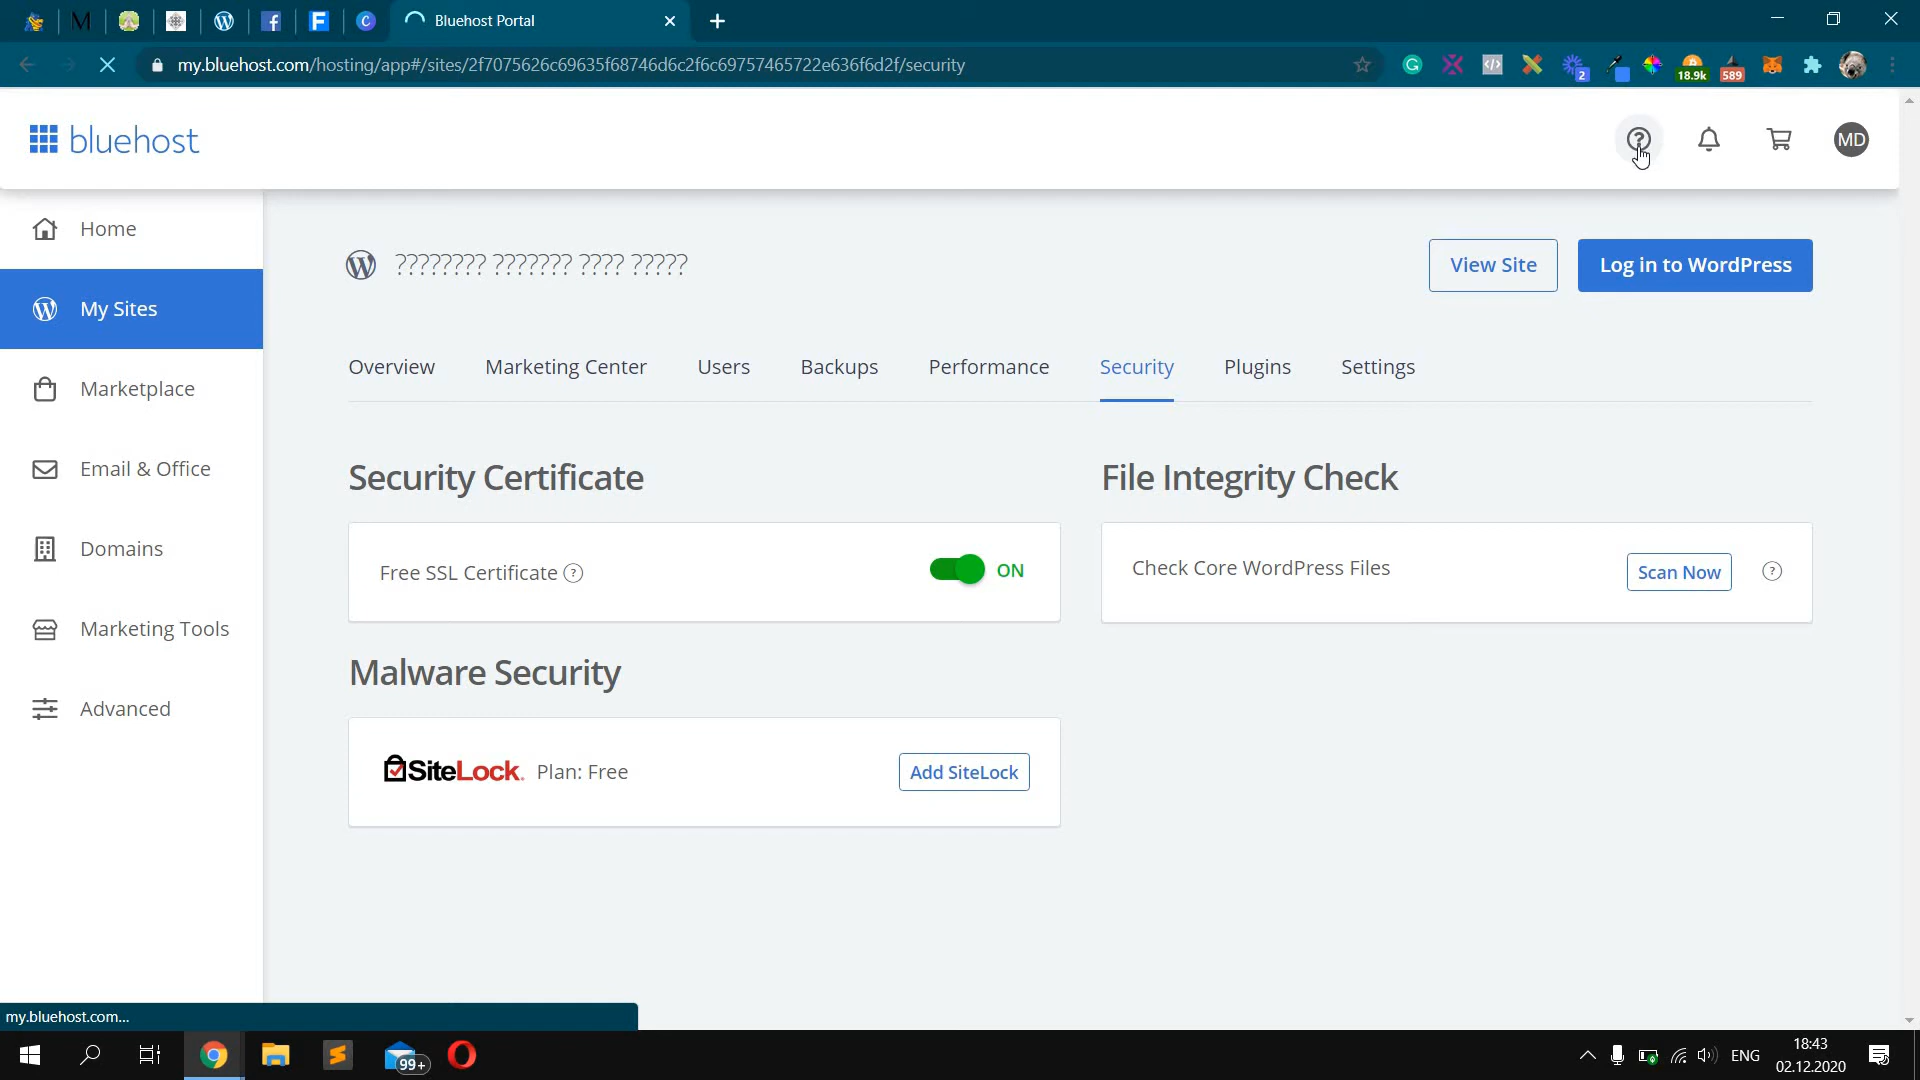 Bluehost Portal
my.bluehost.com/hosting/app#/sites/2f7075626c69635f68746d6c2f6c69757465722e636f6d2f/security
2
18.9k
589
bluehost
MD
Home
My Sites
Marketplace
Email & Office
Domains
Marketing Tools
Advanced
???????? ??????? ???? ?????
View Site
Log in to WordPress
Overview
Marketing Center
Users
Backups
Performance
Security
Plugins
Settings
Security Certificate
Free SSL Certificate ?
ON
File Integrity Check
Check Core WordPress Files
Scan Now
?
Malware Security
SiteLock Plan: Free
Add SiteLock
my.bluehost.com...
99+
ENG
18:43
02.12.2020